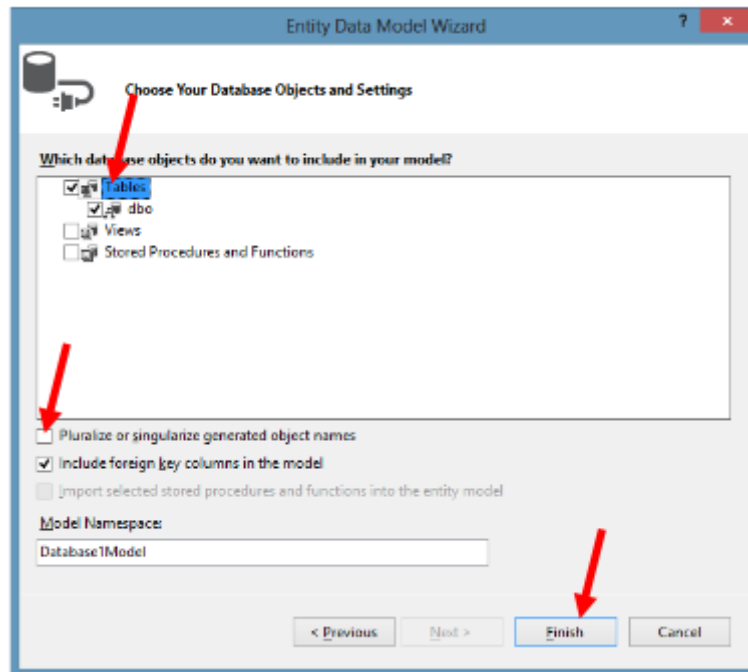 Entity Data Model Wizard
?
Choose Your Database Objects and Settings
Which database objects do you want to include in your model?
Tables
dbo
Views
Stored Procedures and Functions
Pluralize or singularize generated object names
Include foreign key columns in the model
Import selected stored procedures and functions into the entity model
Model Namespace:
Database1Model
< Previous Next > Finish Cancel